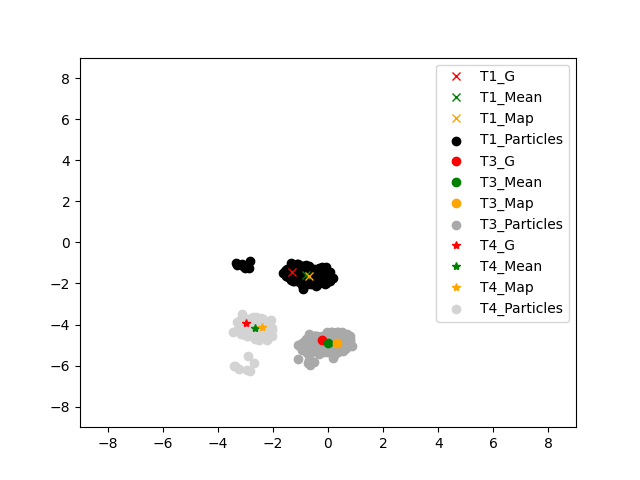 8
6
4
2
0
−2
−4
−6
−8
−8 −6 −4 −2 0 2 4 6 8
T1_G
T1_Mean
T1_Map
T1_Particles
T3_G
T3_Mean
T3_Map
T3_Particles
T4_G
T4_Mean
T4_Map
T4_Particles